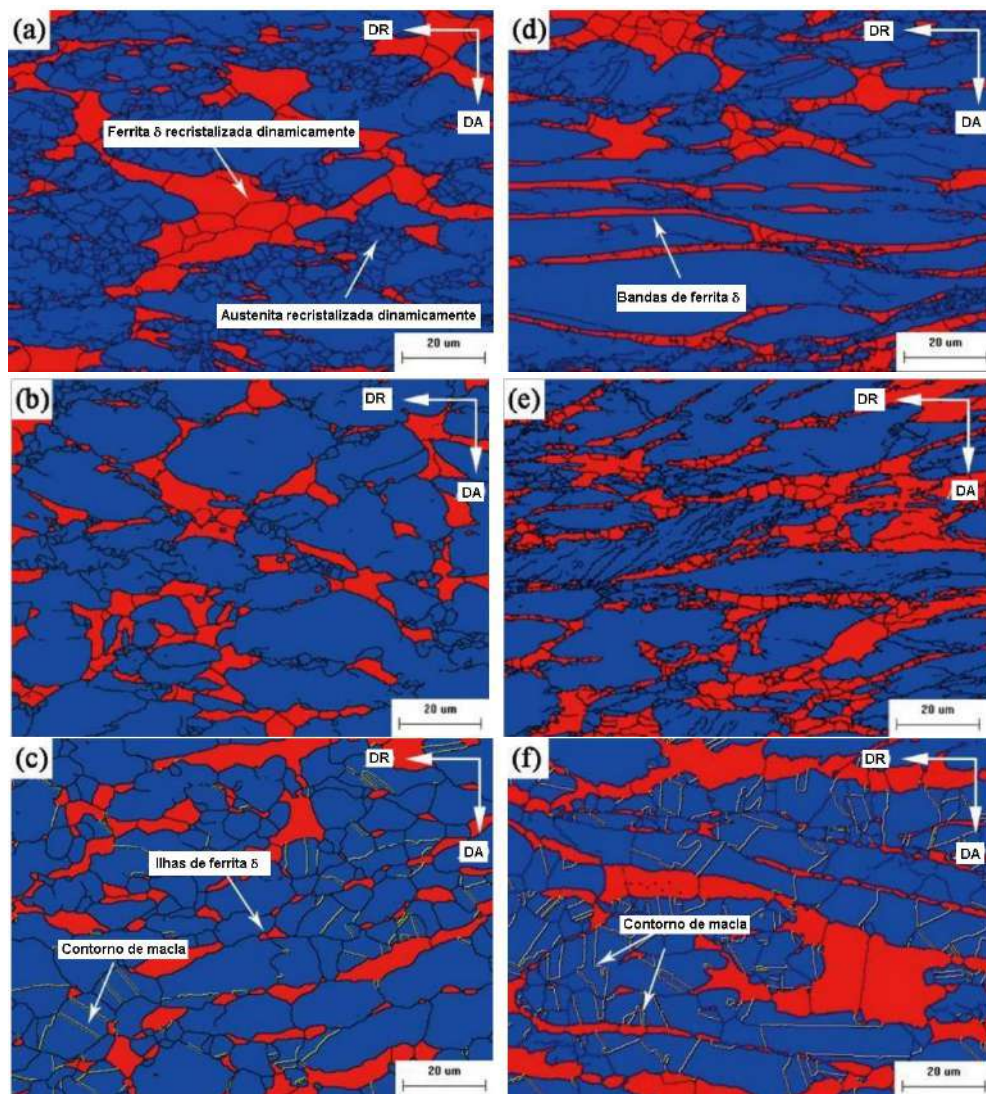 (a)
DR
DA
Ferrita δ recristalizada dinamicamente
Austenita recristalizada dinamicamente
20 um
(d)
DR
DA
Bandas de ferrita δ
20 um
(b)
DR
DA
20 um
(e)
DR
DA
20 um
(c)
DR
DA
Ilhas de ferrita δ
Contorno de macla
20 um
(f)
DR
DA
Contorno de macla
20 um